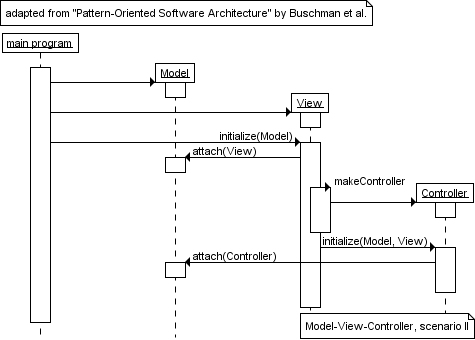 adapted from "Pattern-Oriented Software Architecture" by Buschman et al.
main program
Model
View
initialize(Model)
attach(View)
makeController
Controller
initialize(Model, View)
attach(Controller)
Model-View-Controller, scenario II